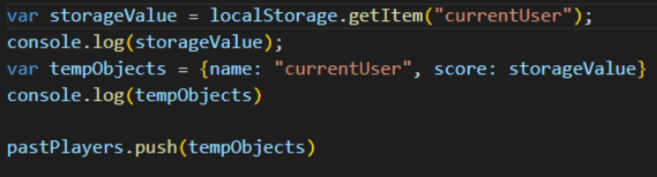 var storageValue = localStorage.getItem("currentUser");
console.log(storageValue);
var tempObjects = {name: "currentUser", score: storageValue}
console.log(tempObjects)
pastPlayers.push(tempObjects)